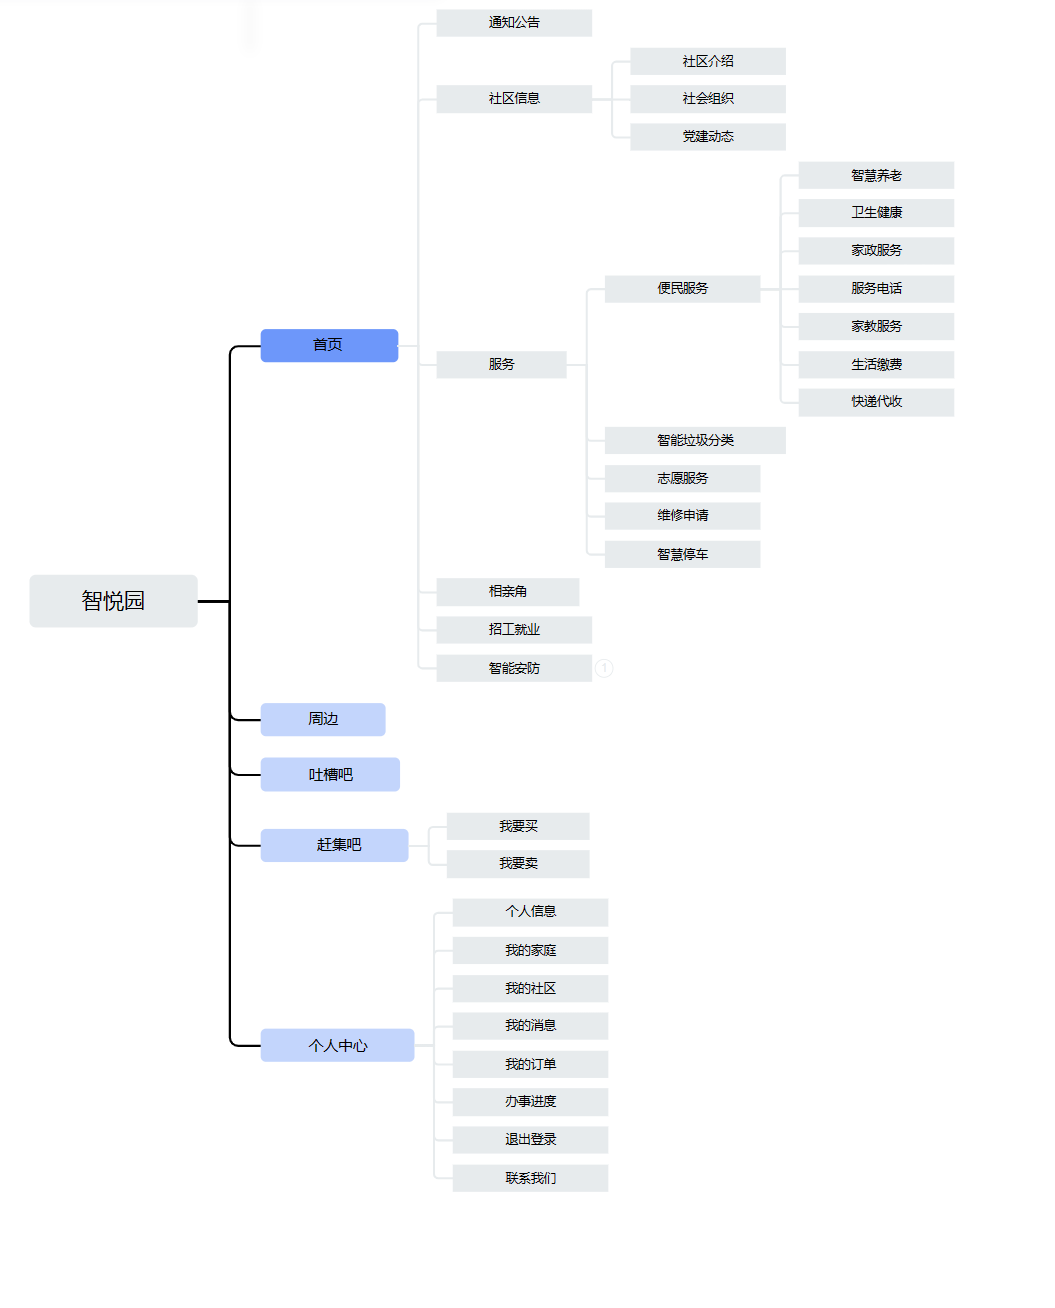 通知公告
社区信息
社区介绍
社会组织
党建动态
智慧养老
卫生健康
家政服务
便民服务
服务电话
家教服务
首页
服务
生活缴费
快递代收
智能垃圾分类
志愿服务
维修申请
智慧停车
智悦园
相亲角
招工就业
智能安防
1
周边
吐槽吧
赶集吧
我要买
我要卖
个人信息
我的家庭
我的社区
我的消息
个人中心
我的订单
办事进度
退出登录
联系我们